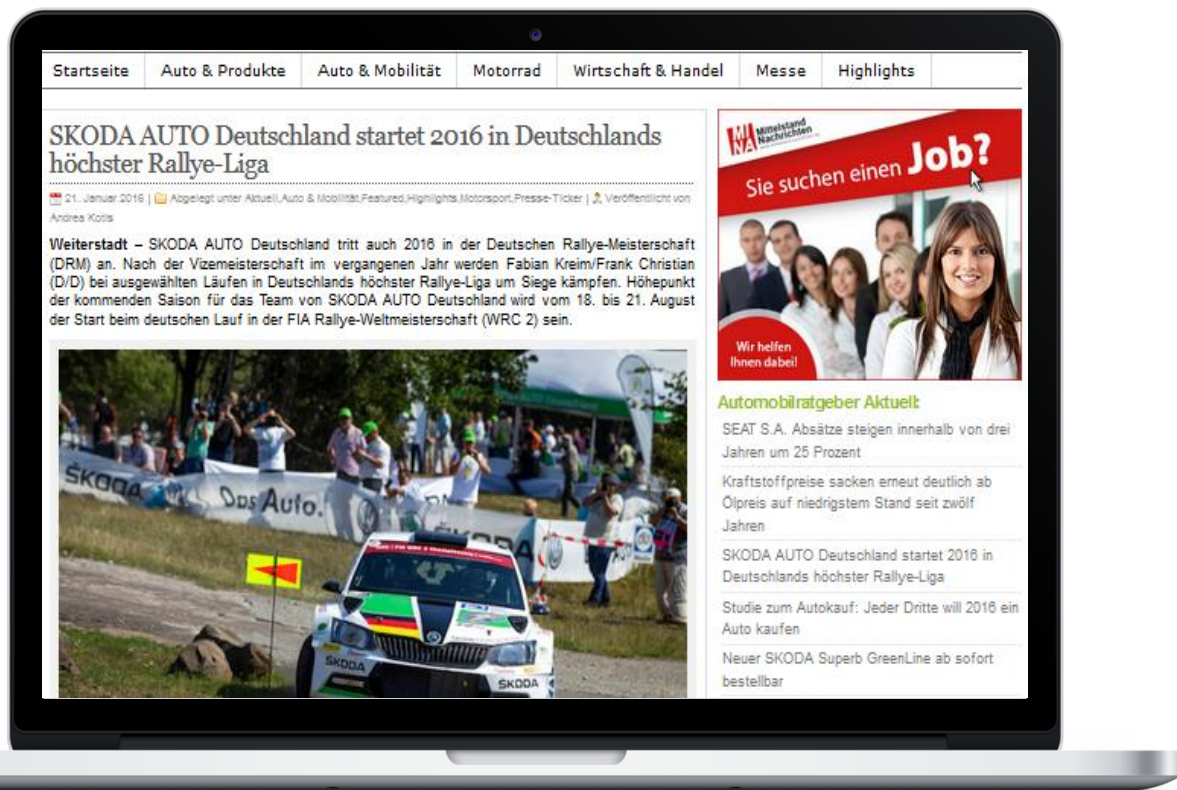 Startseite Auto & Produkte Auto & Mobilität Motorrad Wirtschaft & Handel Messe Highlights
SKODA AUTO Deutschland startet 2016 in Deutschlands
höchster Rallye-Liga
21. Januar 2016 | Abgelegt unter Aktuell,Auto & Mobilität,Featured,Highlights,Motorsport,Presse-Ticker | Veröffentlicht von
Andrea Kotis
Weiterstadt – SKODA AUTO Deutschland tritt auch 2016 in der Deutschen Rallye-Meisterschaft
(DRM) an. Nach der Vizemeisterschaft im vergangenen Jahr werden Fabian Kreim/Frank Christian
(D/D) bei ausgewählten Läufen in Deutschlands höchster Rallye-Liga um Siege kämpfen. Höhepunkt
der kommenden Saison für das Team von SKODA AUTO Deutschland wird vom 18. bis 21. August
der Start beim deutschen Lauf in der FIA Rallye-Weltmeisterschaft (WRC 2) sein.
ŠKODA
Das Auto.
ŠKODA
ŠKODA
SKODA
MINA Mittelstand
Nachrichten
Sie suchen einen Job?
Wir helfen
Ihnen dabei!
Automobilratgeber Aktuell:
SEAT S.A. Absätze steigen innerhalb von drei
Jahren um 25 Prozent
Kraftstoffpreise sacken erneut deutlich ab
Ölpreis auf niedrigstem Stand seit zwölf
Jahren
SKODA AUTO Deutschland startet 2016 in
Deutschlands höchster Rallye-Liga
Studie zum Autokauf: Jeder Dritte will 2016 ein
Auto kaufen
Neuer SKODA Superb GreenLine ab sofort
bestellbar